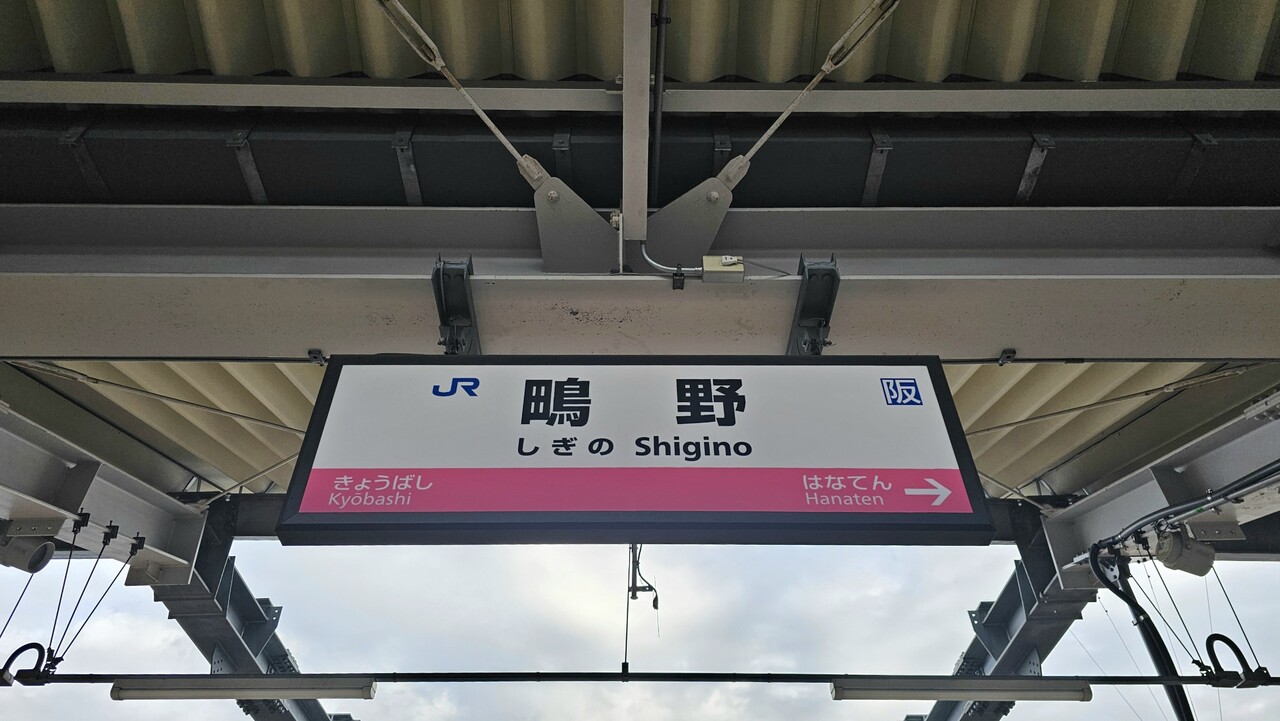 JR 鴫野 阪
しぎの Shigino
きょうばし はなてん
Kyōbashi Hanaten →